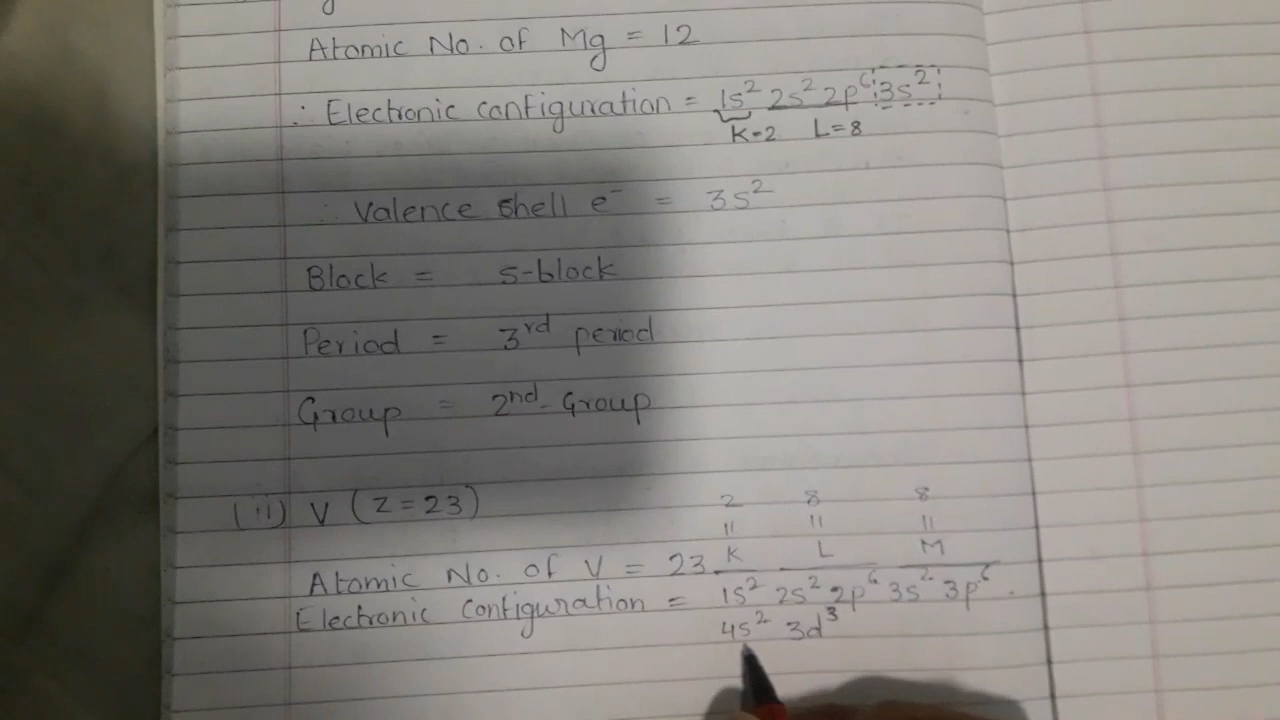 Atomic No. of Mg = 12
∴ Electronic configuration = 1s² 2s² 2p⁶ 3s²
K=2 L=8
∴ Valence shell e⁻ = 3s²
Block = s-block
Period = 3rd period
Group = 2nd Group
(ii) V (Z=23)
2 8 8
= = =
K L M
Atomic No. of V = 23
Electronic Configuration = 1s² 2s² 2p⁶ 3s² 3p⁶
4s² 3d³